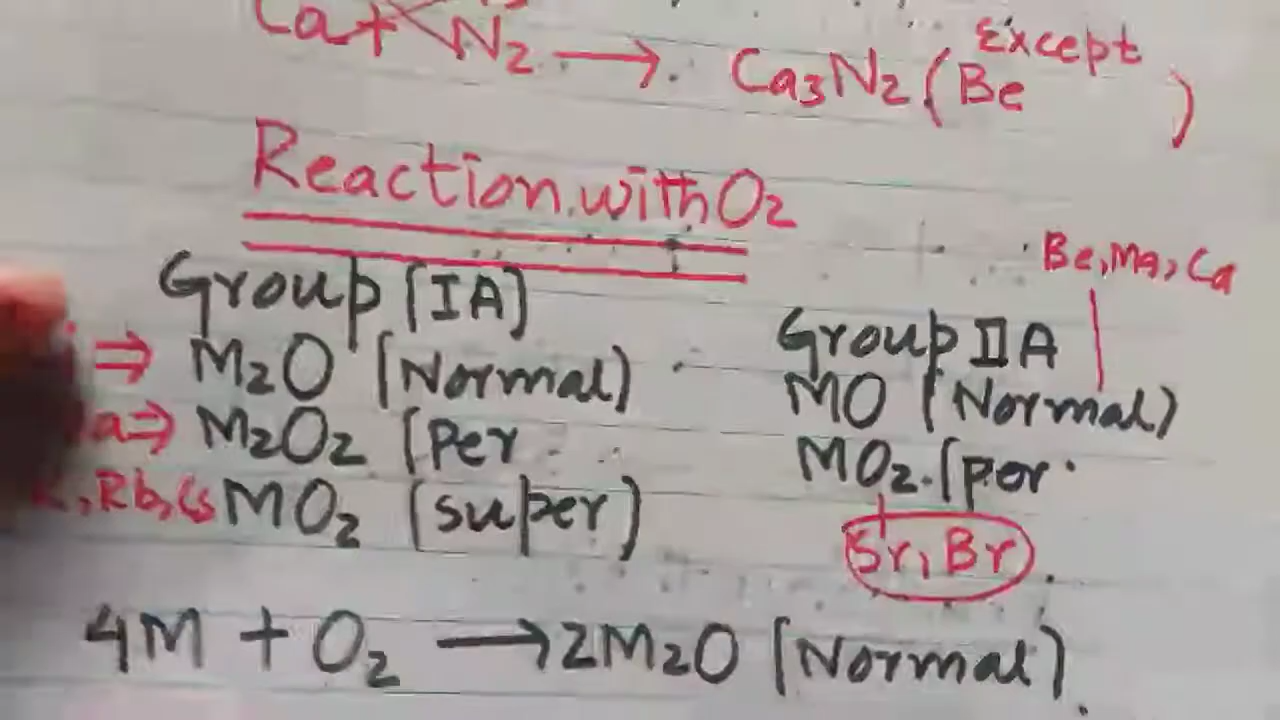 Ca + N2 → Ca3N2 (Except Be)
Reaction with O2
Group [IA]
⇒ M2O (Normal)
a ⇒ M2O2 (Per
, Rb, Cs MO2 (super)
Be, Mg, Ca
Group IIA
MO (Normal)
MO2. (per
Sr, Br
4M + O2 → 2M2O (Normal).